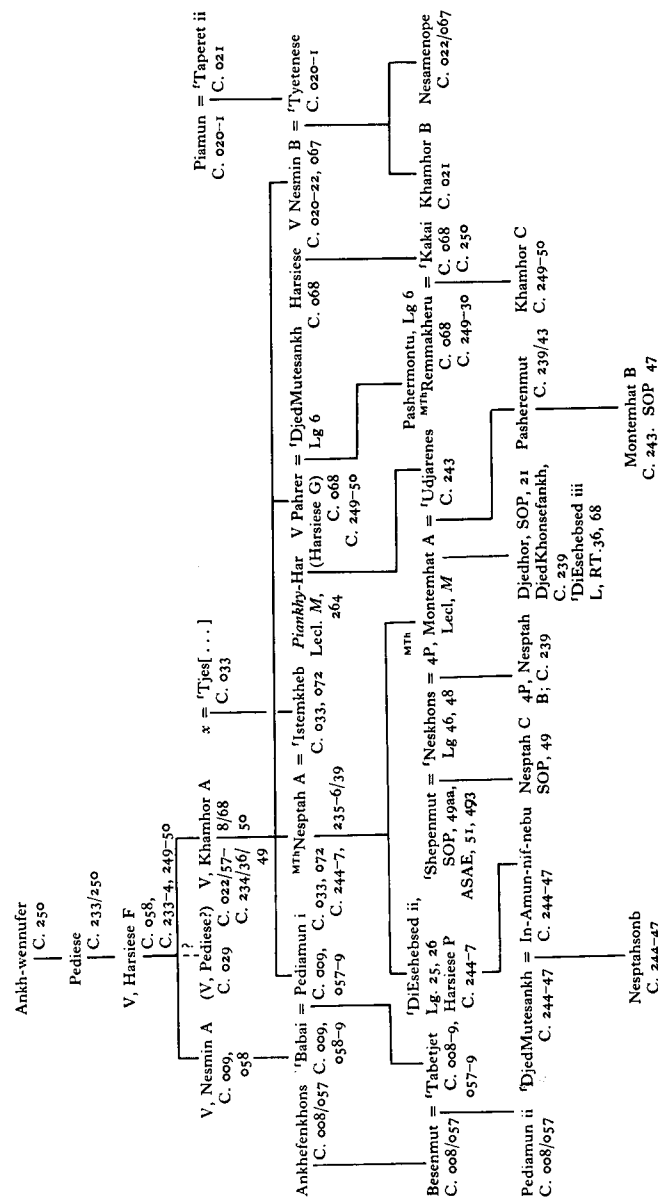 Ankh-wennufer
C. 250
Pediese
C. 233/250
V, Harsiese F
C. 058,
C. 233-4, 249-50
V, Nesmin A
C. 009,
058
?
(V, Pediese?)
C. 029
V, Khamhor A
C. 022/57-8/68
C. 234/36/50
49
x = ᶠTjes[...]
C. 033
Piamun = ᶠTaperet ii
C. 020-1
C. 021
Ankhefenkhons
C. 008/057
ᶠBabai = Pediamun i
C. 009,
058-9
C. 009,
057-9
ᴹᵀʰNesptah A = ᶠIstemkheb
C. 033, 072
C. 244-7,
235-6/39
C. 033, 072
Piankhy-Har
Lecl. M,
264
V Pahrer = ᶠDjedMutesankh
(Harsiese G)
C. 068
C. 249-50
Lg 6
Harsiese
C. 068
V Nesmin B = ᶠTyetenese
C. 020-22, 067
C. 020-1
Besenmut = ᶠTabetjet
C. 008/057
C. 008-9,
057-9
ᶠDiEsehebsed ii,
Lg. 25, 26
Harsiese P
C. 244-7
ᶠShepenmut = ᶠNeskhons = 4P, Montemhat A = ᶠUdjarenes
SOP, 49aa,
ASAE, 51, 493
Lg 46, 48
ᴹᵀʰ
Lecl, M
C. 243
Pashermontu, Lg 6
ᴹᵀʰRemmakheru = ᶠKakai
C. 068
C. 249-30
C. 068
C. 250
Khamhor B
C. 021
Nesamenope
C. 022/067
Pediamun ii
C. 008/057
ᶠDjedMutesankh = In-Amun-nif-nebu
C. 244-47
C. 244-47
Nesptah C
SOP, 49
4P, Nesptah
B; C. 239
Djedhor, SOP, 21
DjedKhonsefankh,
C. 239
ᶠDiEsehebsed iii
L, RT.36, 68
Pasherenmut
C. 239/43
Khamhor C
C. 249-50
Nesptahsonb
C. 244-47
Montemhat B
C. 243. SOP 47